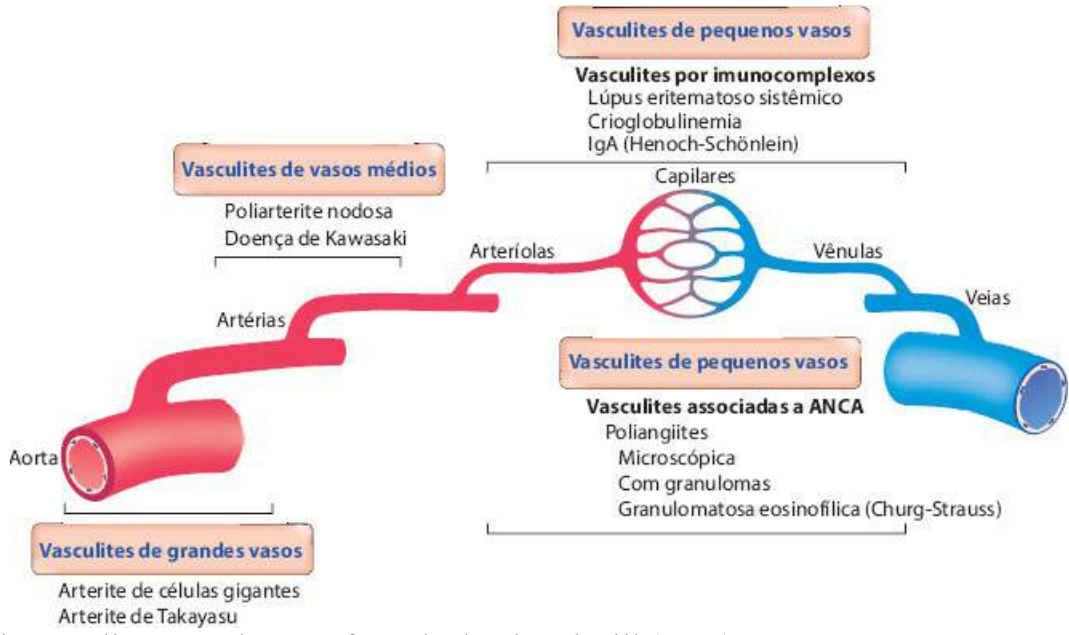 Vasculites de pequenos vasos
Vasculites por imunocomplexos
Lúpus eritematoso sistêmico
Crioglobulinemia
IgA (Henoch-Schönlein)
Vasculites de vasos médios
Poliarterite nodosa
Doença de Kawasaki
Capilares
Arteríolas
Vênulas
Veias
Artérias
Aorta
Vasculites de pequenos vasos
Vasculites associadas a ANCA
Poliangiites
Microscópica
Com granulomas
Granulomatosa eosinofílica (Churg-Strauss)
Vasculites de grandes vasos
Arterite de células gigantes
Arterite de Takayasu